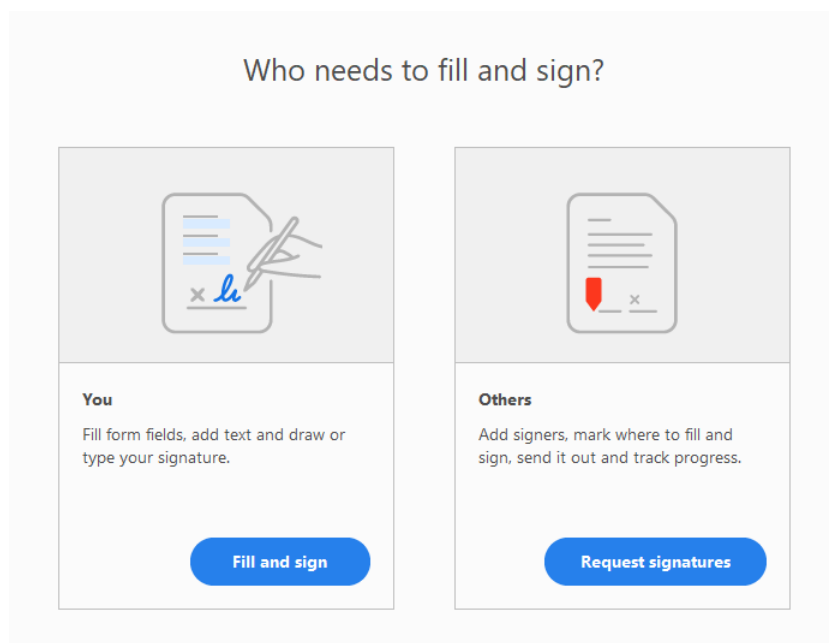 Who needs to fill and sign?
You
Fill form fields, add text and draw or
type your signature.
Fill and sign
Others
Add signers, mark where to fill and
sign, send it out and track progress.
Request signatures